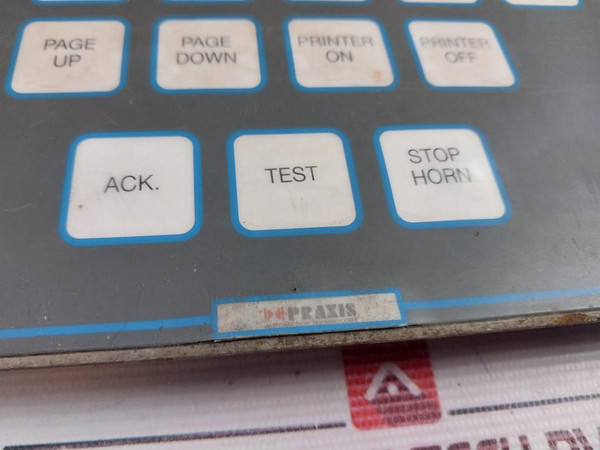 PAGE
UP
PAGE
DOWN
PRINTER
ON
PRINTER
OFF
ACK.
TEST
STOP
HORN
PRAXIS